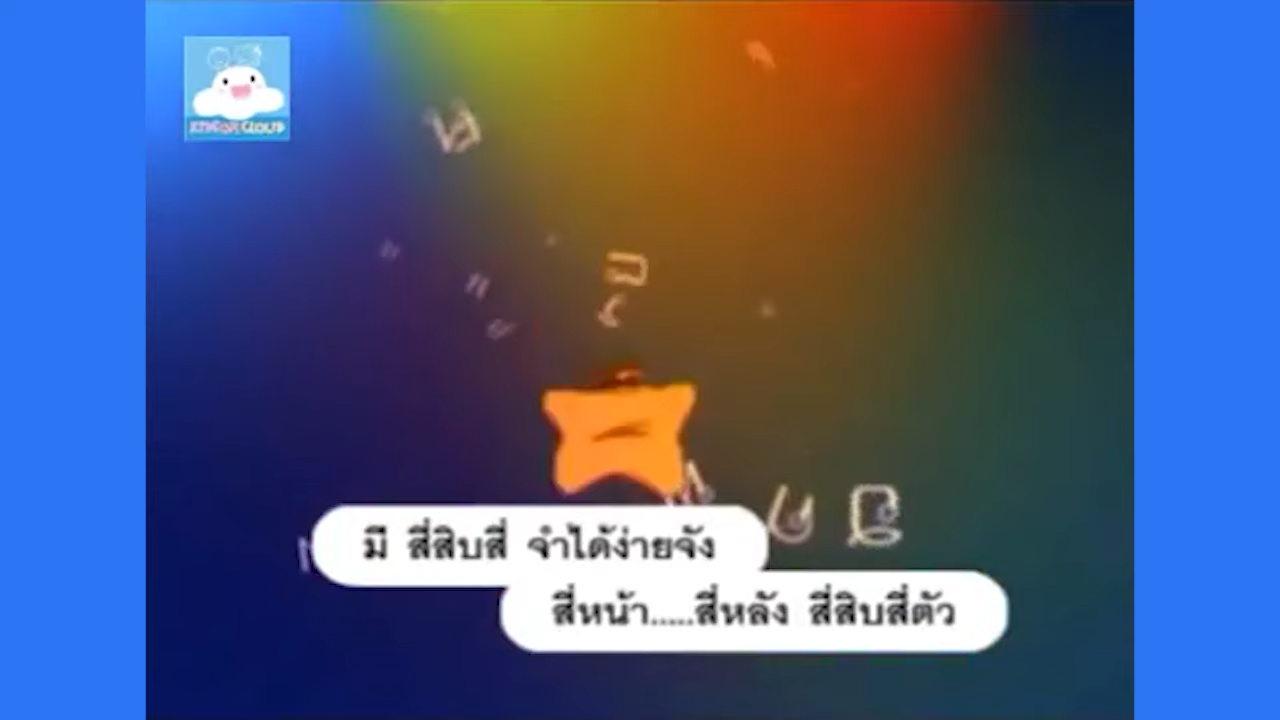 มี สี่สิบสี่ จำได้ง่ายจัง
สี่หน้า.....สี่หลัง สี่สิบสี่ตัว